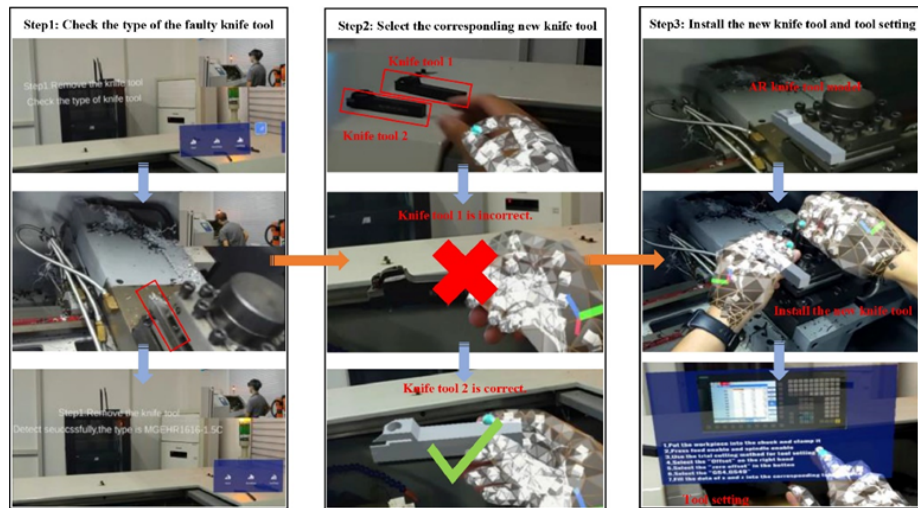 Step1: Check the type of the faulty knife tool
Step1:Remove the knife tool
Check the type of knife tool
Step1:Remove the knife tool
Detect seuccssfully,the type is MGEHR1616-1.5C
Step2: Select the corresponding new knife tool
Knife tool 1
Knife tool 2
Knife tool 1 is incorrect.
Knife tool 2 is correct.
Step3: Install the new knife tool and tool setting
AR knife tool model
Install the new knife tool
1.Put the workpiece into the chuck and clamp it
2.Press feed enable and spindle enable
3.Use the trial cutting method for tool setting
4.Select the "Offset" on the right hand
5.Select the "zero offset" in the button
6.Select the "G54.G549"
7.Fill the data of x and z into the corresponding
Tool setting